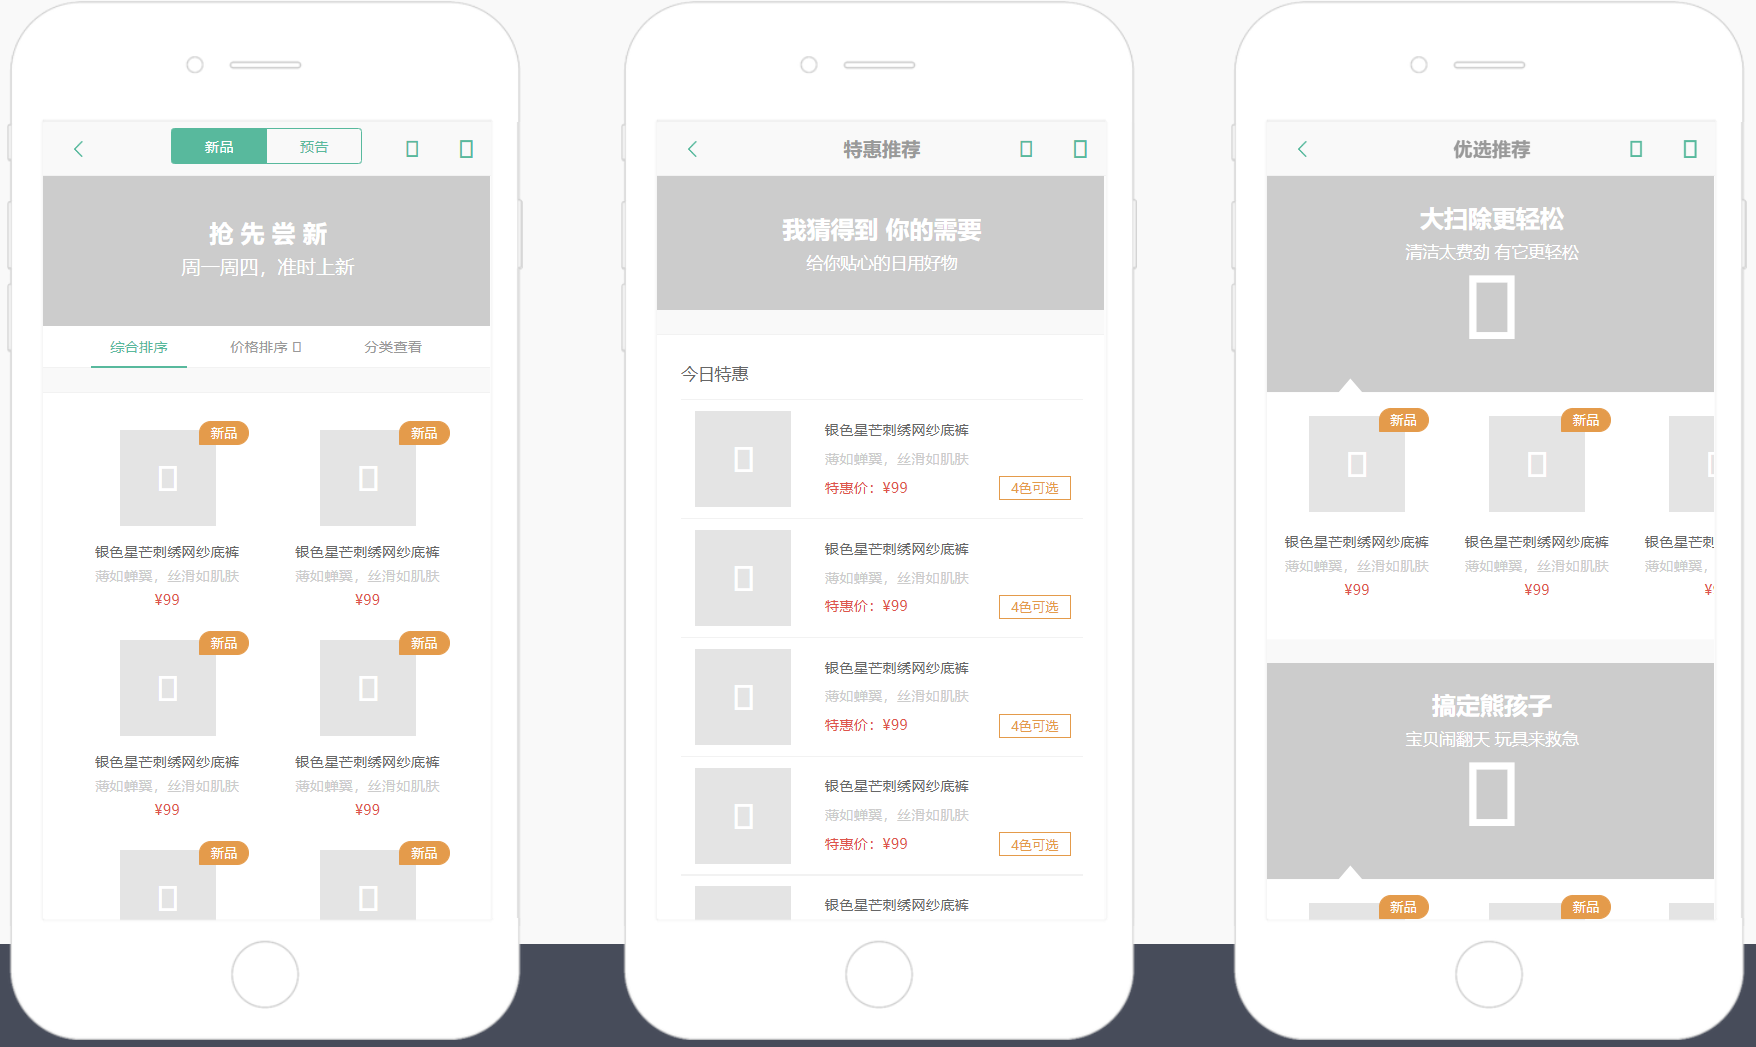 新品 预告
抢 先 尝 新
周一周四，准时上新
综合排序 价格排序 分类查看
新品 新品
银色星芒刺绣网纱底裤 银色星芒刺绣网纱底裤
薄如蝉翼，丝滑如肌肤 薄如蝉翼，丝滑如肌肤
¥99 ¥99
新品 新品
银色星芒刺绣网纱底裤 银色星芒刺绣网纱底裤
薄如蝉翼，丝滑如肌肤 薄如蝉翼，丝滑如肌肤
¥99 ¥99
新品 新品
特惠推荐
我猜得到 你的需要
给你贴心的日用好物
今日特惠
银色星芒刺绣网纱底裤
薄如蝉翼，丝滑如肌肤
特惠价：¥99 4色可选
银色星芒刺绣网纱底裤
薄如蝉翼，丝滑如肌肤
特惠价：¥99 4色可选
银色星芒刺绣网纱底裤
薄如蝉翼，丝滑如肌肤
特惠价：¥99 4色可选
银色星芒刺绣网纱底裤
薄如蝉翼，丝滑如肌肤
特惠价：¥99 4色可选
银色星芒刺绣网纱底裤
优选推荐
大扫除更轻松
清洁太费劲 有它更轻松
新品 新品
银色星芒刺绣网纱底裤 银色星芒刺绣网纱底裤 银色星芒刺
薄如蝉翼，丝滑如肌肤 薄如蝉翼，丝滑如肌肤 薄如蝉翼，
¥99 ¥99 ¥
搞定熊孩子
宝贝闹翻天 玩具来救急
新品 新品